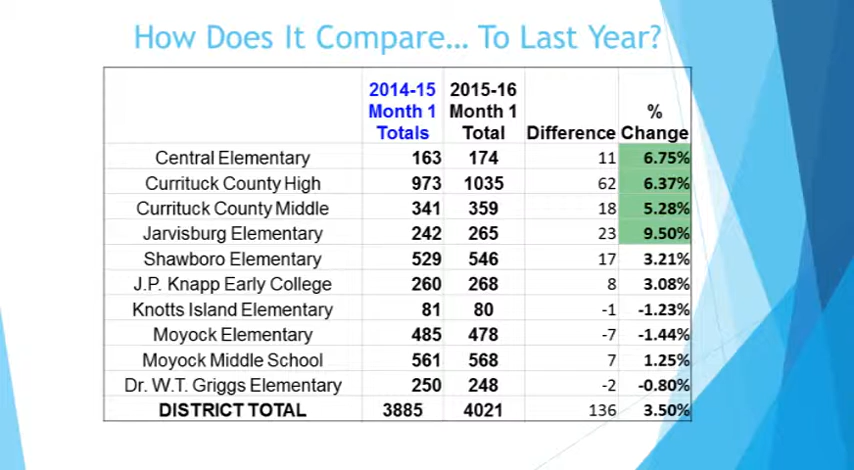 How Does It Compare... To Last Year?
2014-15 2015-16
Month 1 Month 1 %
Totals Total Difference Change
Central Elementary 163 174 11 6.75%
Currituck County High 973 1035 62 6.37%
Currituck County Middle 341 359 18 5.28%
Jarvisburg Elementary 242 265 23 9.50%
Shawboro Elementary 529 546 17 3.21%
J.P. Knapp Early College 260 268 8 3.08%
Knotts Island Elementary 81 80 -1 -1.23%
Moyock Elementary 485 478 -7 -1.44%
Moyock Middle School 561 568 7 1.25%
Dr. W.T. Griggs Elementary 250 248 -2 -0.80%
DISTRICT TOTAL 3885 4021 136 3.50%